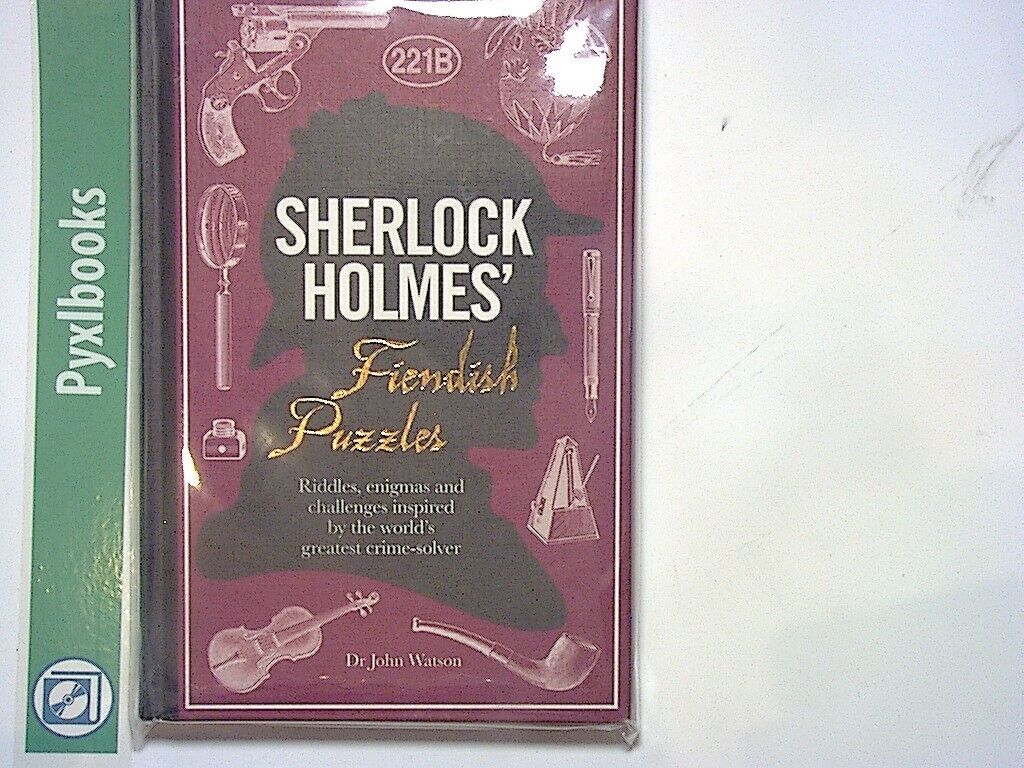 Pyxlbooks
221B
SHERLOCK
HOLMES'
Fiendish
Puzzles
Riddles, enigmas and
challenges inspired
by the world's
greatest crime-solver
Dr John Watson